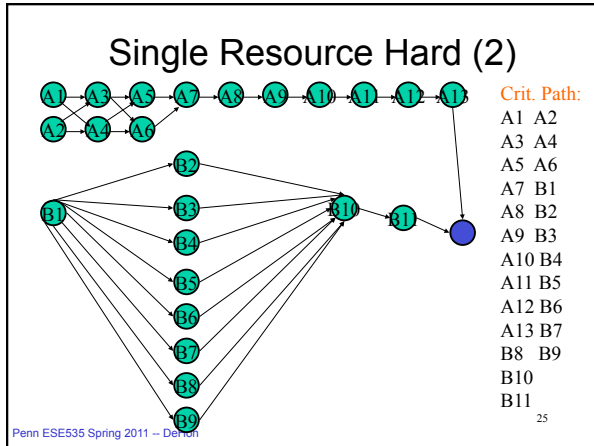 Single Resource Hard (2)
A1 A3 A5 A7 A8 A9 A10 A11 A12 A13
A2 A4 A6
B2
B1 B3 B10 B11
B4
B5
B6
B7
B8
B9
Crit. Path:
A1 A2
A3 A4
A5 A6
A7 B1
A8 B2
A9 B3
A10 B4
A11 B5
A12 B6
A13 B7
B8 B9
B10
B11
25
Penn ESE535 Spring 2011 -- DeHon